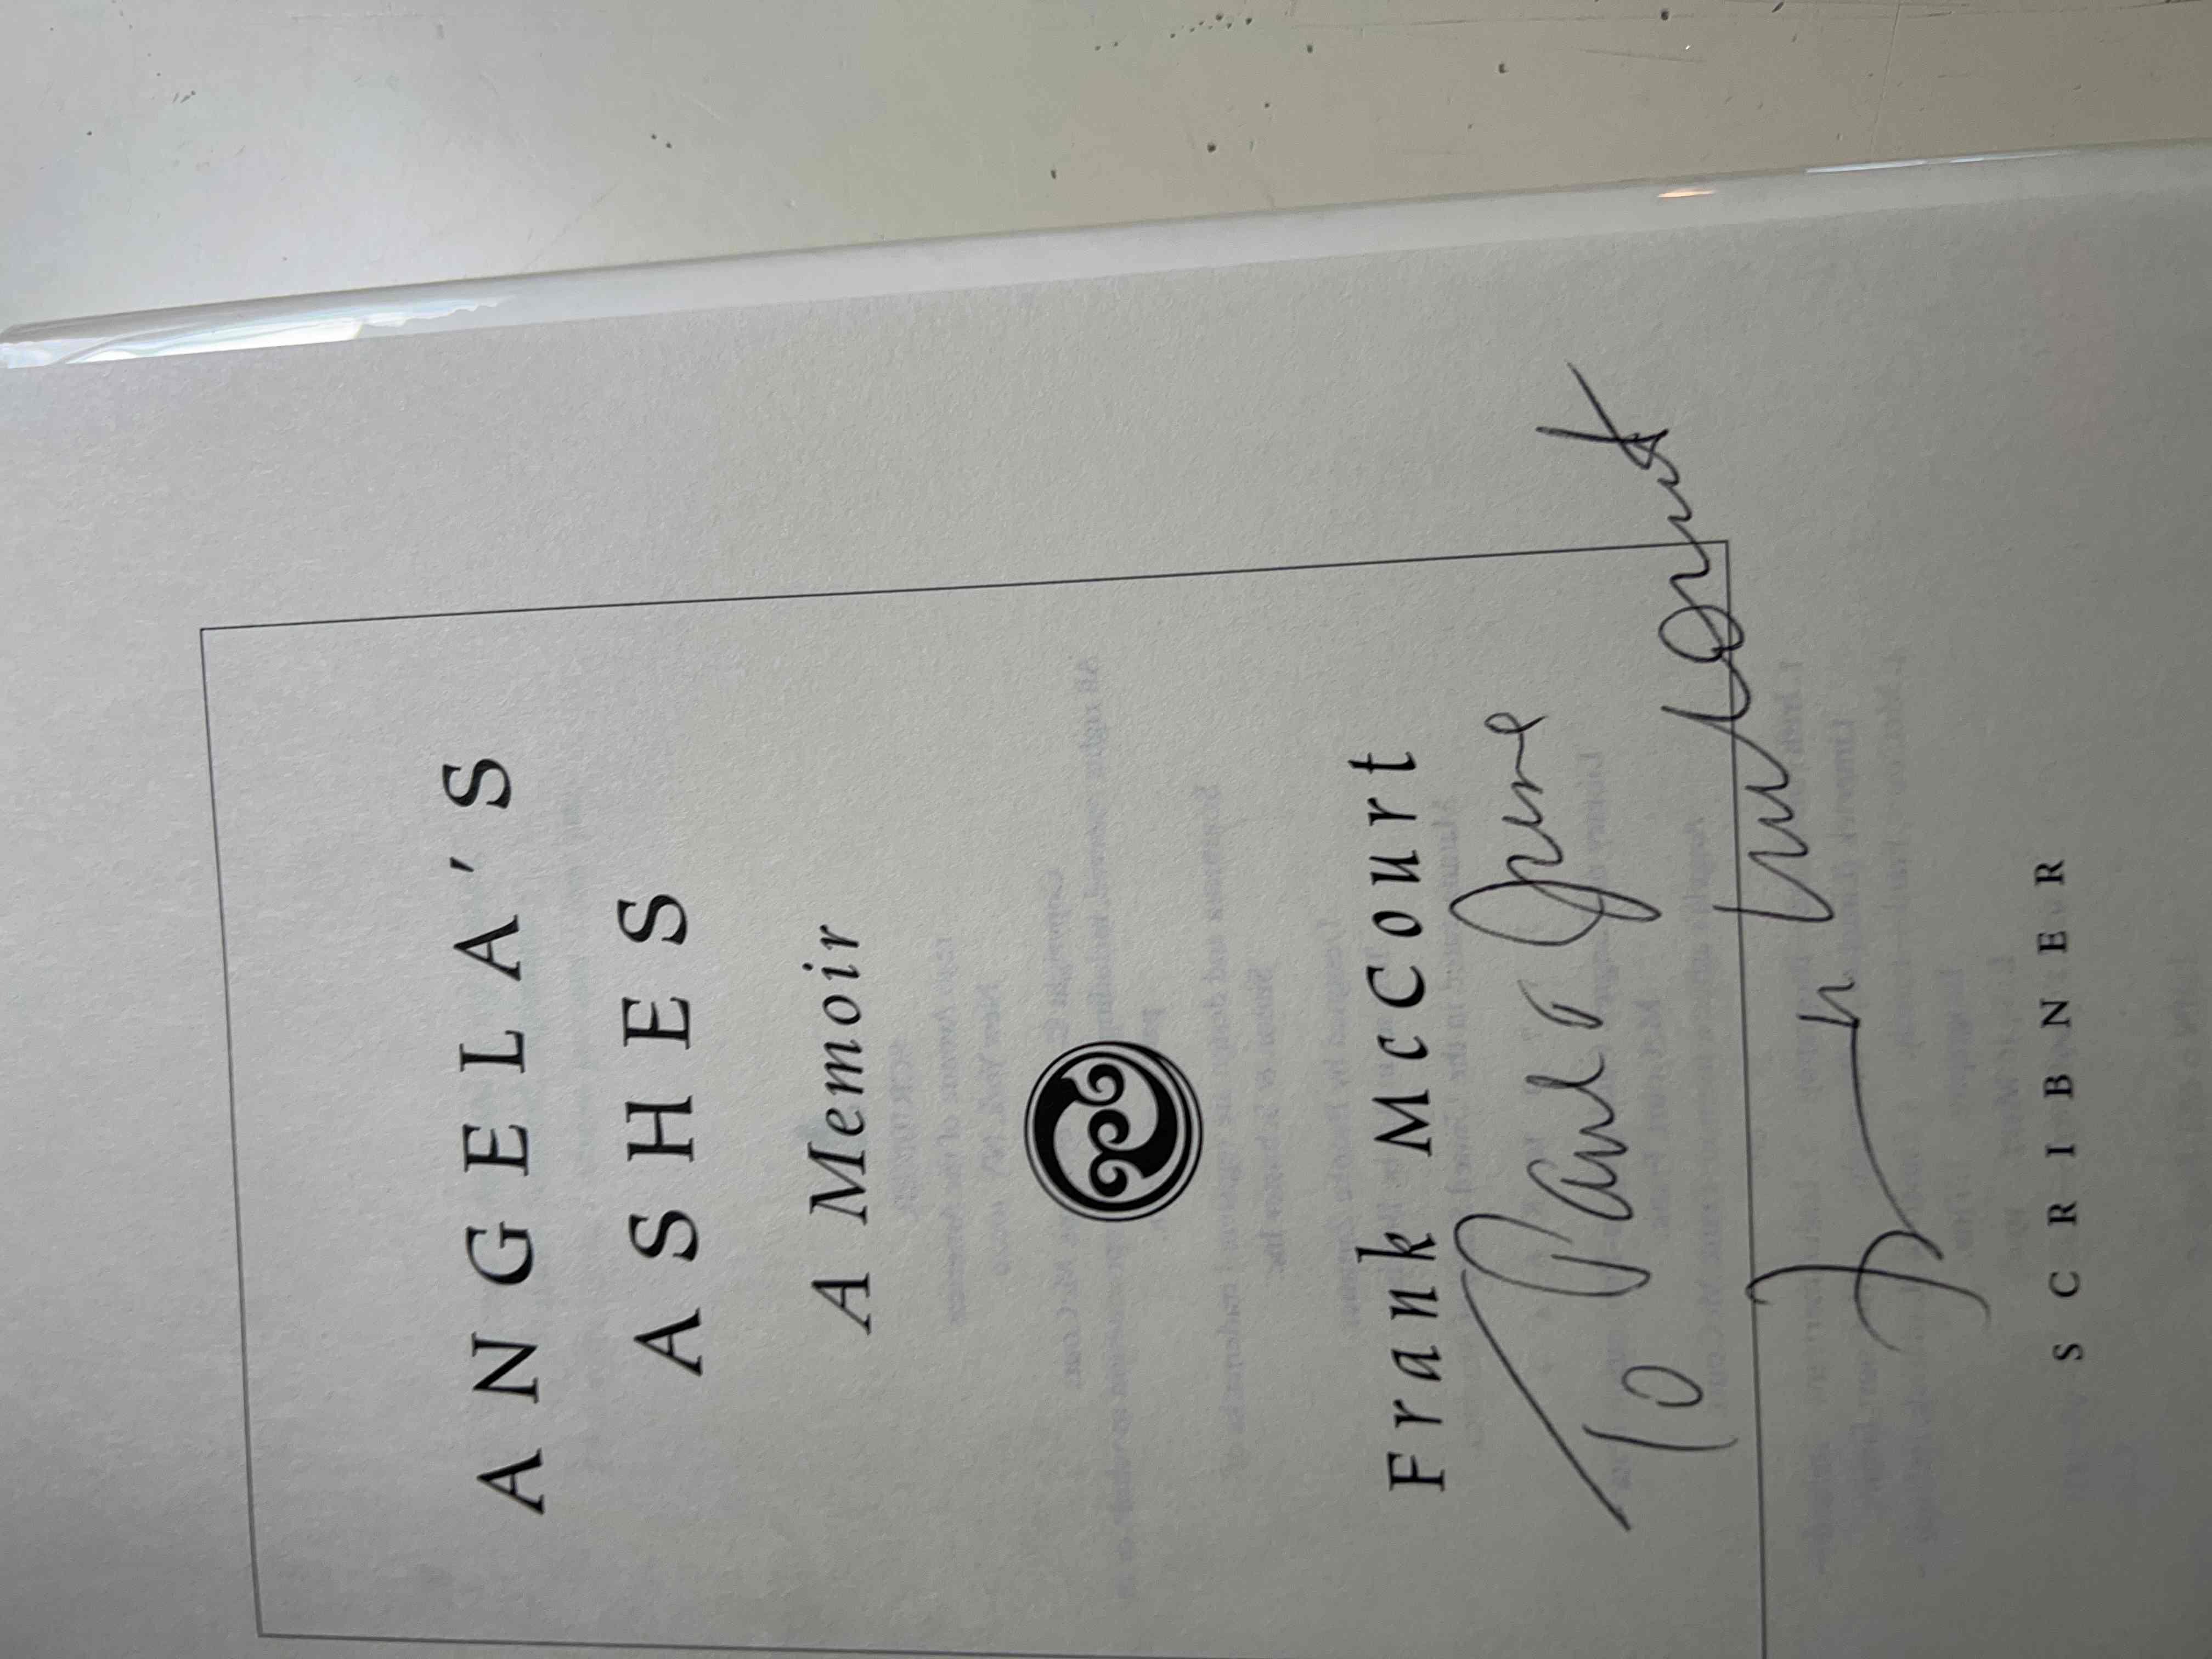 ANGELA'S
ASHES
A Memoir
Frank McCourt
To Paul & June
Frank McCourt
SCRIBNER